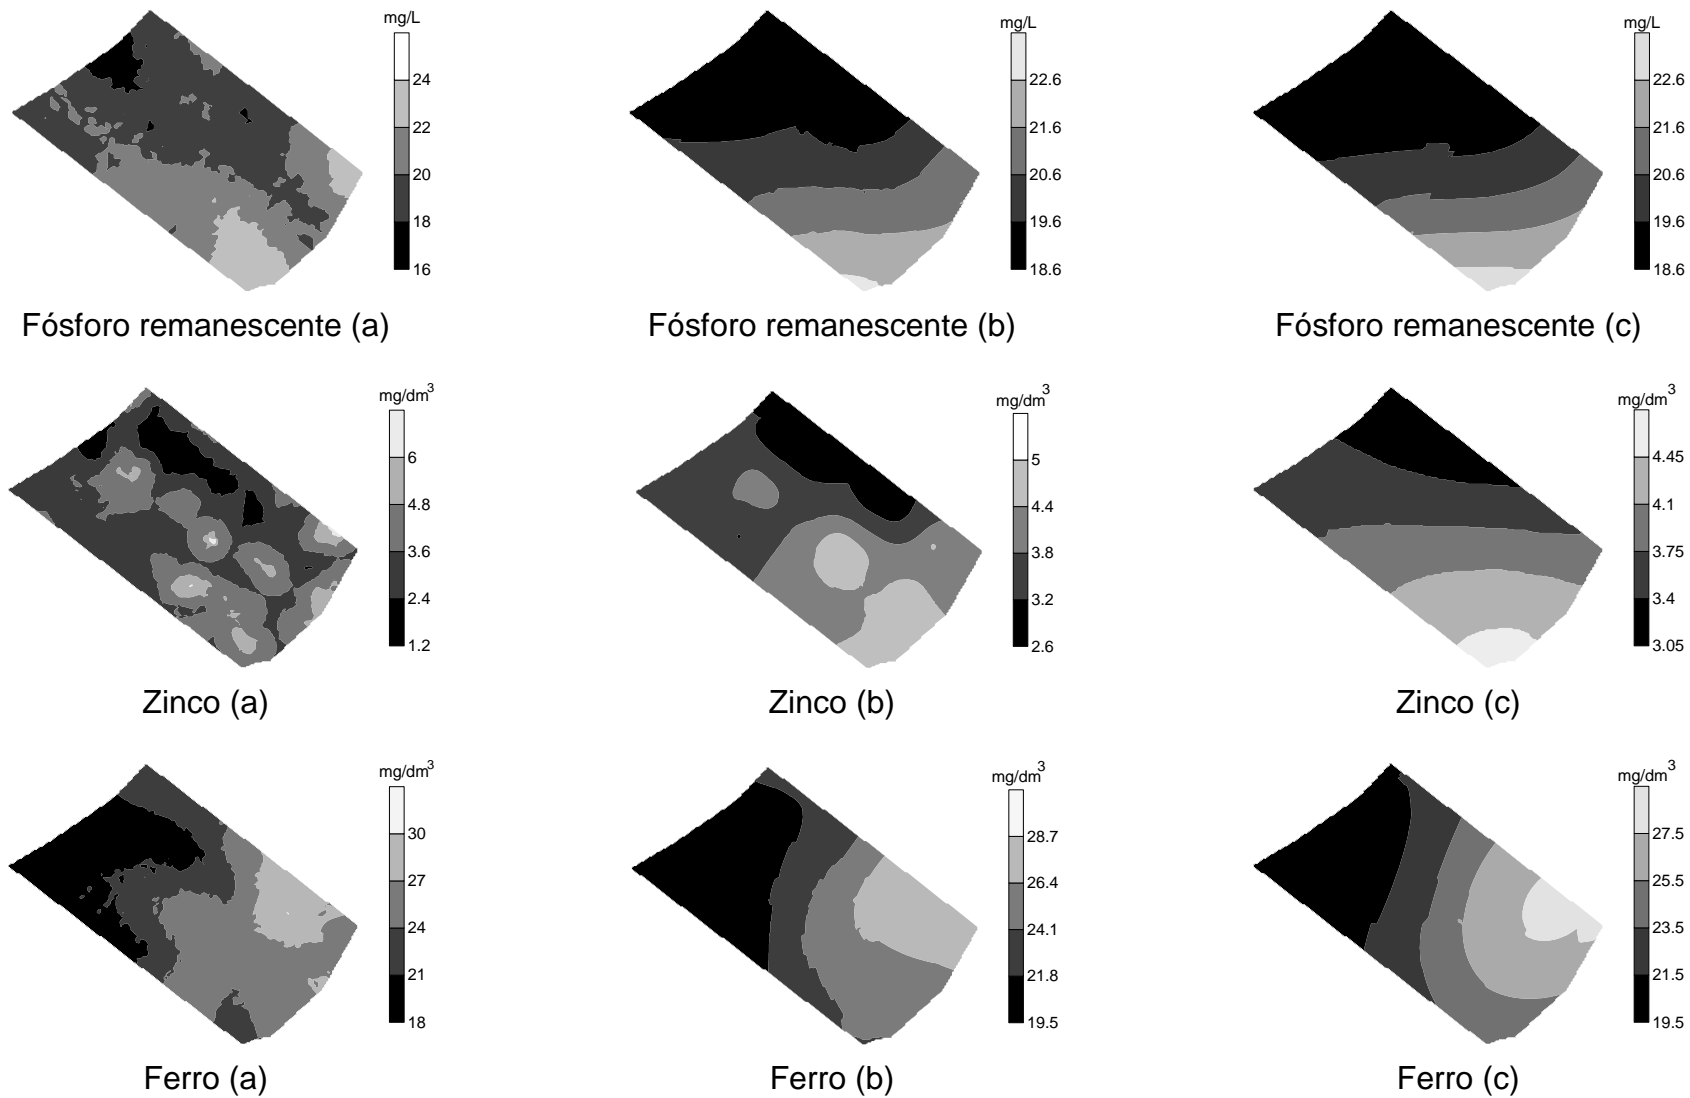 mg/L
24
22
20
18
16
Fósforo remanescente (a)
mg/L
22.6
21.6
20.6
19.6
18.6
Fósforo remanescente (b)
mg/L
22.6
21.6
20.6
19.6
18.6
Fósforo remanescente (c)
mg/dm3
6
4.8
3.6
2.4
1.2
Zinco (a)
mg/dm3
5
4.4
3.8
3.2
2.6
Zinco (b)
mg/dm3
4.45
4.1
3.75
3.4
3.05
Zinco (c)
mg/dm3
30
27
24
21
18
Ferro (a)
mg/dm3
28.7
26.4
24.1
21.8
19.5
Ferro (b)
mg/dm3
27.5
25.5
23.5
21.5
19.5
Ferro (c)